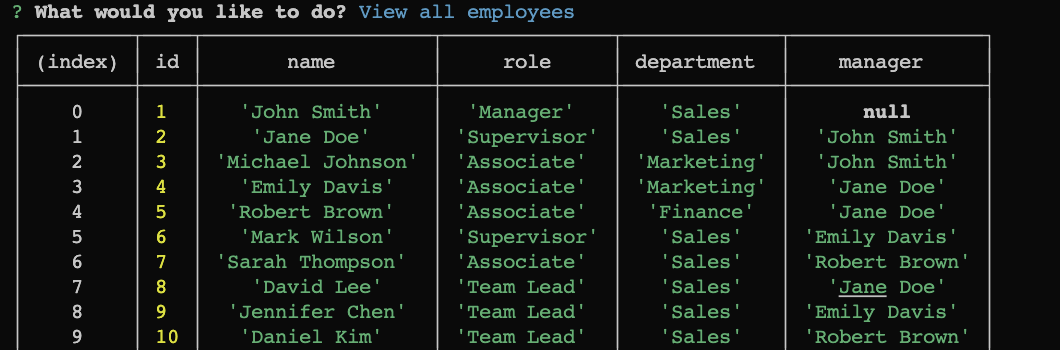 ? What would you like to do? View all employees
(index) id name role department manager
0 1 'John Smith' 'Manager' 'Sales' null
1 2 'Jane Doe' 'Supervisor' 'Sales' 'John Smith'
2 3 'Michael Johnson' 'Associate' 'Marketing' 'John Smith'
3 4 'Emily Davis' 'Associate' 'Marketing' 'Jane Doe'
4 5 'Robert Brown' 'Associate' 'Finance' 'Jane Doe'
5 6 'Mark Wilson' 'Supervisor' 'Sales' 'Emily Davis'
6 7 'Sarah Thompson' 'Associate' 'Sales' 'Robert Brown'
7 8 'David Lee' 'Team Lead' 'Sales' 'Jane Doe'
8 9 'Jennifer Chen' 'Team Lead' 'Sales' 'Emily Davis'
9 10 'Daniel Kim' 'Team Lead' 'Sales' 'Robert Brown'